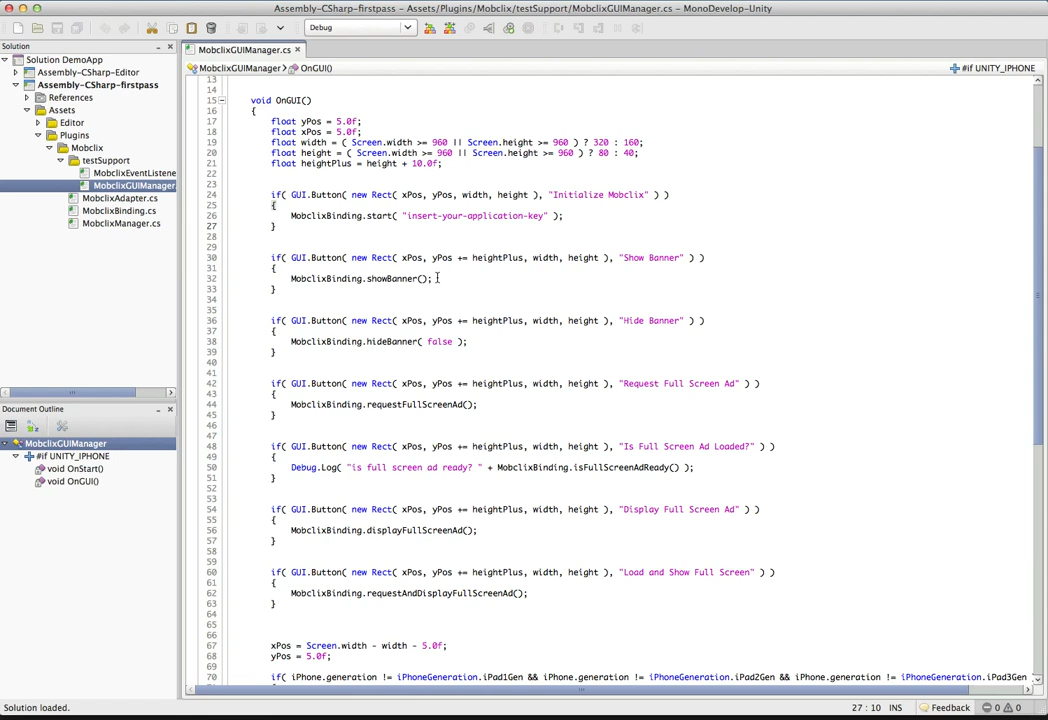 Assembly-CSharp-firstpass – Assets/Plugins/Mobclix/testSupport/MobclixGUIManager.cs – MonoDevelop-Unity
Debug
Solution
Solution DemoApp
Assembly-CSharp-Editor
Assembly-CSharp-firstpass
References
Assets
Editor
Plugins
Mobclix
testSupport
MobclixEventListene
MobclixGUIManager.
MobclixAdapter.cs
MobclixBinding.cs
MobclixManager.cs
Document Outline
MobclixGUIManager
#if UNITY_IPHONE
void OnStart()
void OnGUI()
MobclixGUIManager.cs
MobclixGUIManager OnGUI() #if UNITY_IPHONE
13
14
15 void OnGUI()
16 {
17 float yPos = 5.0f;
18 float xPos = 5.0f;
19 float width = ( Screen.width >= 960 || Screen.height >= 960 ) ? 320 : 160;
20 float height = ( Screen.width >= 960 || Screen.height >= 960 ) ? 80 : 40;
21 float heightPlus = height + 10.0f;
22
23
24 if( GUI.Button( new Rect( xPos, yPos, width, height ), "Initialize Mobclix" ) )
25 {
26 MobclixBinding.start( "insert-your-application-key" );
27 }
28
29
30 if( GUI.Button( new Rect( xPos, yPos += heightPlus, width, height ), "Show Banner" ) )
31 {
32 MobclixBinding.showBanner();
33 }
34
35
36 if( GUI.Button( new Rect( xPos, yPos += heightPlus, width, height ), "Hide Banner" ) )
37 {
38 MobclixBinding.hideBanner( false );
39 }
40
41
42 if( GUI.Button( new Rect( xPos, yPos += heightPlus, width, height ), "Request Full Screen Ad" ) )
43 {
44 MobclixBinding.requestFullScreenAd();
45 }
46
47
48 if( GUI.Button( new Rect( xPos, yPos += heightPlus, width, height ), "Is Full Screen Ad Loaded?" ) )
49 {
50 Debug.Log( "is full screen ad ready? " + MobclixBinding.isFullScreenAdReady() );
51 }
52
53
54 if( GUI.Button( new Rect( xPos, yPos += heightPlus, width, height ), "Display Full Screen Ad" ) )
55 {
56 MobclixBinding.displayFullScreenAd();
57 }
58
59
60 if( GUI.Button( new Rect( xPos, yPos += heightPlus, width, height ), "Load and Show Full Screen" ) )
61 {
62 MobclixBinding.requestAndDisplayFullScreenAd();
63 }
64
65
66
67 xPos = Screen.width - width - 5.0f;
68 yPos = 5.0f;
69
70 if( iPhone.generation != iPhoneGeneration.iPad1Gen && iPhone.generation != iPhoneGeneration.iPad2Gen && iPhone.generation != iPhoneGeneration.iPad3Gen
Solution loaded.
27 : 10 INS Feedback 0 0